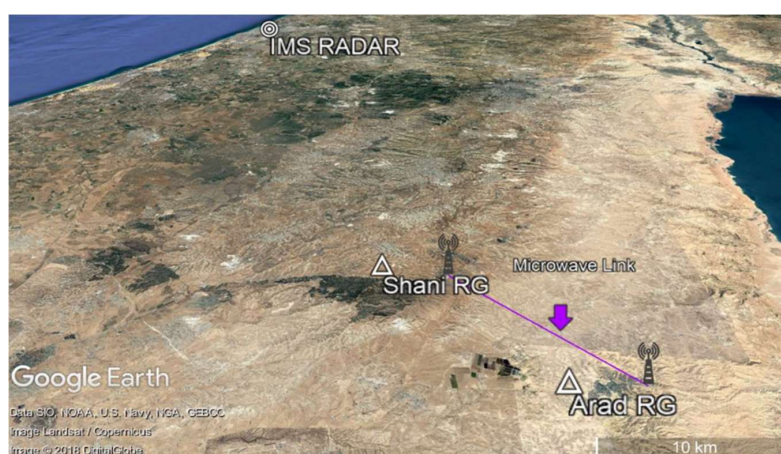 IMS RADAR
Microwave Link
Shani RG
Google Earth
Arad RG
Data SIO, NOAA, U.S. Navy, NGA, GEBCO
Image Landsat / Copernicus
Image © 2018 DigitalGlobe
10 km